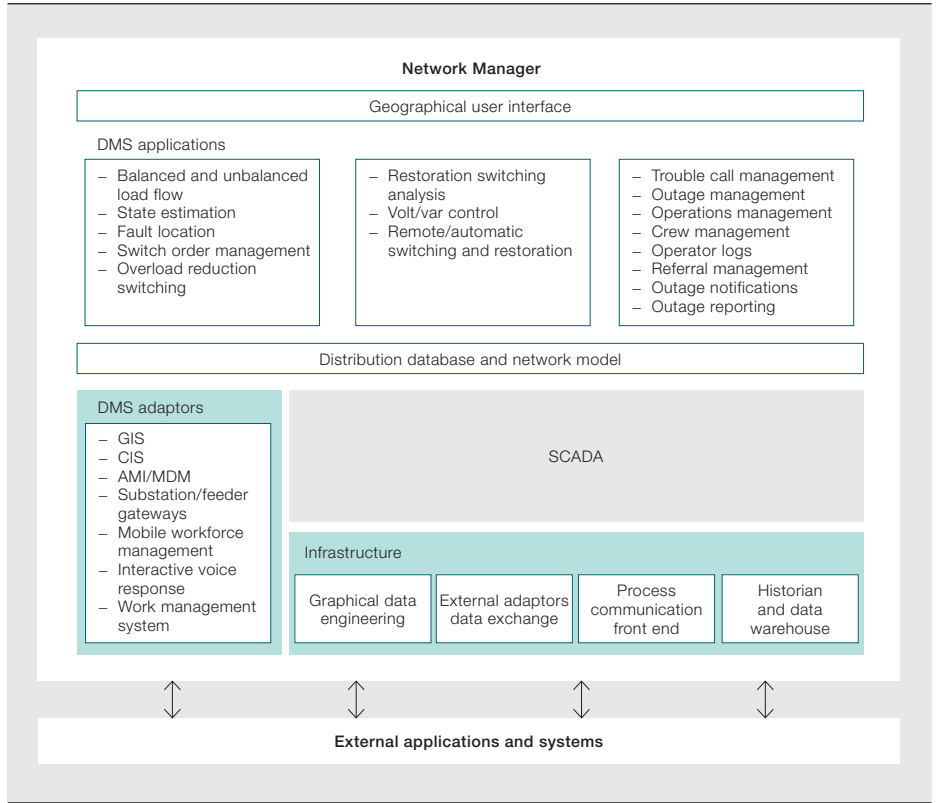 Network Manager
Geographical user interface
DMS applications
– Balanced and unbalanced
load flow
– State estimation
– Fault location
– Switch order management
– Overload reduction
switching
– Restoration switching
analysis
– Volt/var control
– Remote/automatic
switching and restoration
– Trouble call management
– Outage management
– Operations management
– Crew management
– Operator logs
– Referral management
– Outage notifications
– Outage reporting
Distribution database and network model
DMS adaptors
– GIS
– CIS
– AMI/MDM
– Substation/feeder
gateways
– Mobile workforce
management
– Interactive voice
response
– Work management
system
SCADA
Infrastructure
Graphical data
engineering
External adaptors
data exchange
Process
communication
front end
Historian
and data
warehouse
External applications and systems